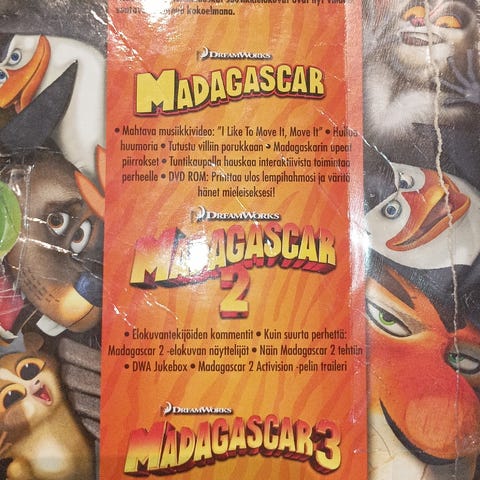 kokoelmana.
DREAMWORKS
MADAGASCAR
• Mahtava musiikkivideo: "I Like To Move It, Move It" • Hullua
huumoria • Tutustu villiin porukkaan • Madagaskarin upeat
piirrokset • Tuntikaupalla hauskaa interaktiivista toimintaa
perheelle • DVD ROM: Printtaa ulos lempihahmosi ja väritä
hänet mieleiseksesi!
DREAMWORKS
MADAGASCAR
2
• Elokuvantekijöiden kommentit • Kuin suurta perhettä:
Madagascar 2 -elokuvan näyttelijät • Näin Madagascar 2 tehtiin
• DWA Jukebox • Madagascar 2 Activision -pelin traileri
DREAMWORKS
MADAGASCAR 3